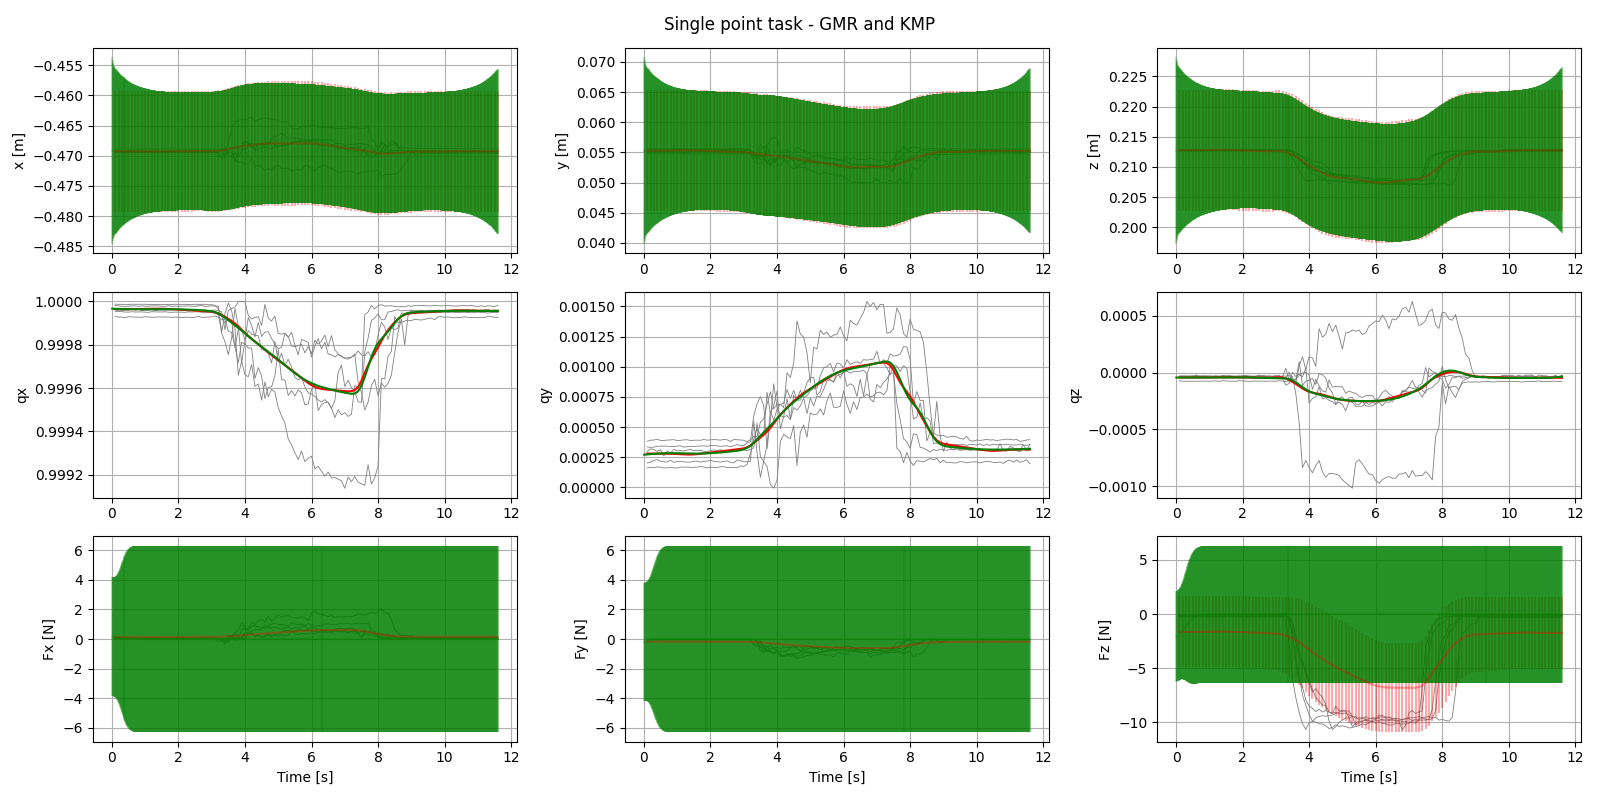 Single point task - GMR and KMP
x [m]
−0.455
−0.460
−0.465
−0.470
−0.475
−0.480
−0.485
0 2 4 6 8 10 12
y [m]
0.070
0.065
0.060
0.055
0.050
0.045
0.040
0 2 4 6 8 10 12
z [m]
0.225
0.220
0.215
0.210
0.205
0.200
0 2 4 6 8 10 12
qx
1.0000
0.9998
0.9996
0.9994
0.9992
0 2 4 6 8 10 12
qy
0.00150
0.00125
0.00100
0.00075
0.00050
0.00025
0.00000
0 2 4 6 8 10 12
qz
0.0005
0.0000
−0.0005
−0.0010
0 2 4 6 8 10 12
Fx [N]
6
4
2
0
−2
−4
−6
0 2 4 6 8 10 12
Time [s]
Fy [N]
6
4
2
0
−2
−4
−6
0 2 4 6 8 10 12
Time [s]
Fz [N]
5
0
−5
−10
0 2 4 6 8 10 12
Time [s]